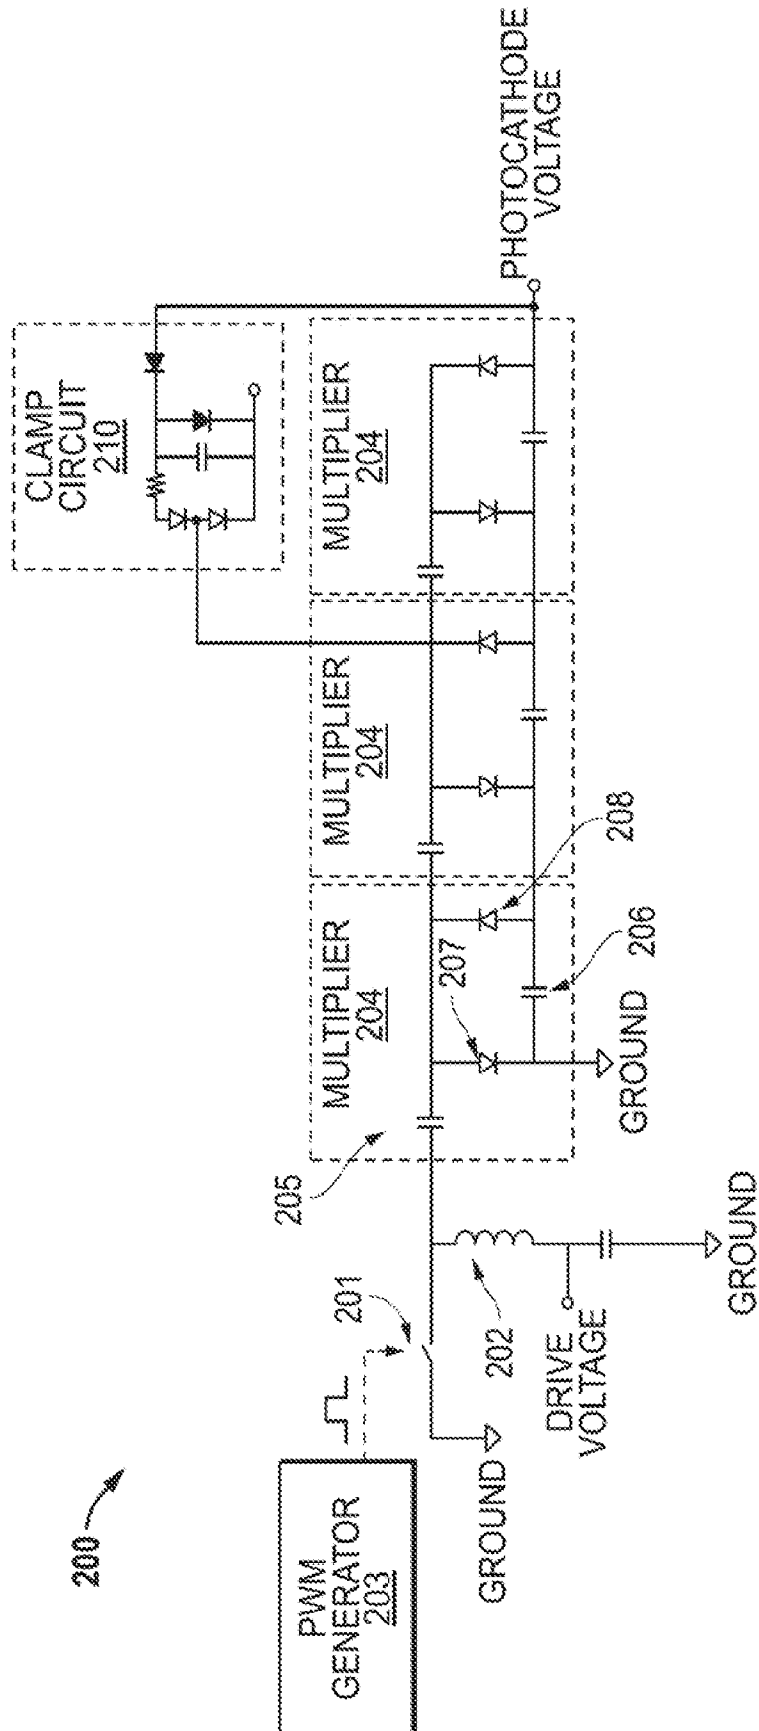 200
PWM
GENERATOR
203
201
GROUND
202
DRIVE
VOLTAGE
GROUND
205
MULTIPLIER
204
207
208
206
GROUND
MULTIPLIER
204
MULTIPLIER
204
CLAMP
CIRCUIT
210
PHOTOCATHODE
VOLTAGE